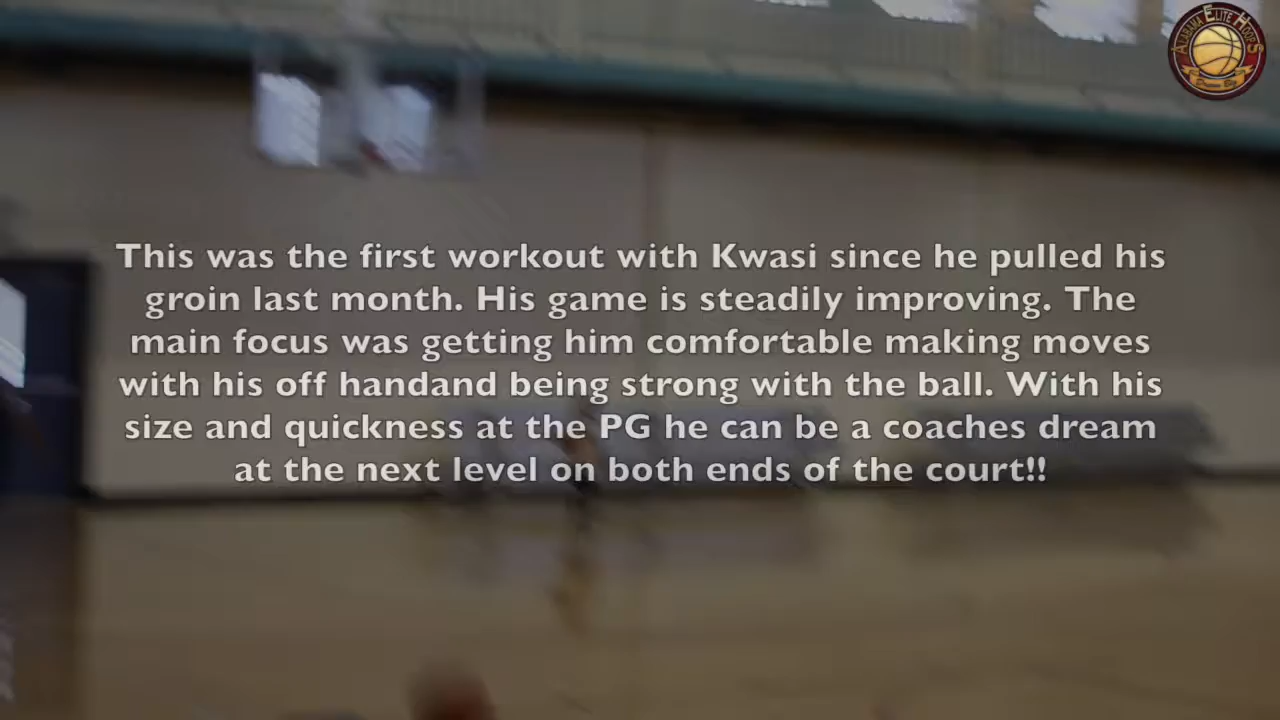 ALABAMA ELITE HOOPS
This was the first workout with Kwasi since he pulled his
groin last month. His game is steadily improving. The
main focus was getting him comfortable making moves
with his off handand being strong with the ball. With his
size and quickness at the PG he can be a coaches dream
at the next level on both ends of the court!!